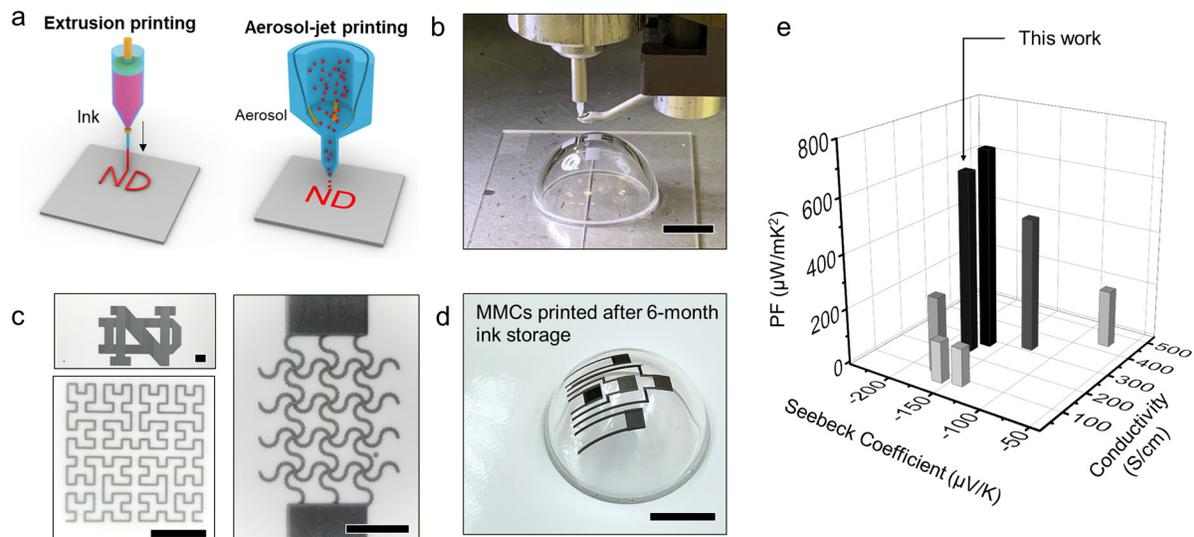 a
Extrusion printing
Aerosol-jet printing
Ink
Aerosol
ND
ND
b
c
ND
d
MMCs printed after 6-month
ink storage
e
This work
800
600
400
200
0
PF (µW/mK²)
-200
-150
-100
-50
Seebeck Coefficient (µV/K)
500
400
300
200
100
Conductivity
(S/cm)